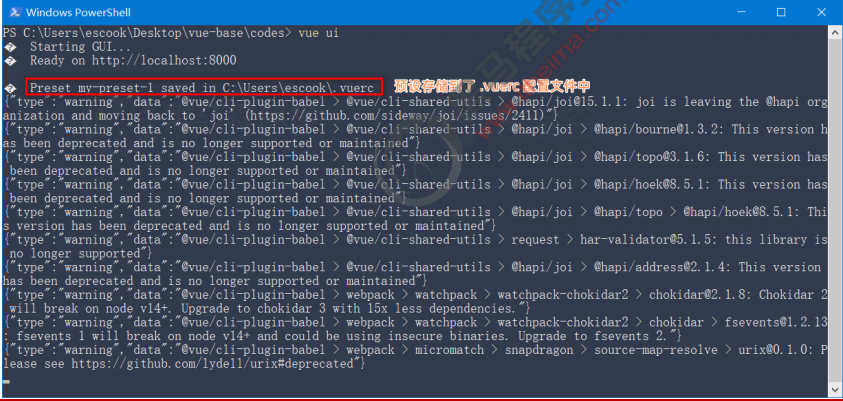 Windows PowerShell
PS C:\Users\escook\Desktop\vue-base\codes> vue ui
� Starting GUI...
� Ready on http://localhost:8000
� Preset my-preset-1 saved in C:\Users\escook\.vuerc 预设存储到了 .vuerc 配置文件中
{"type":"warning","data":"@vue/cli-plugin-babel > @vue/cli-shared-utils > @hapi/joi@15.1.1: joi is leaving the @hapi org
anization and moving back to 'joi' (https://github.com/sideway/joi/issues/2411)"}
{"type":"warning","data":"@vue/cli-plugin-babel > @vue/cli-shared-utils > @hapi/joi > @hapi/bourne@1.3.2: This version h
as been deprecated and is no longer supported or maintained"}
{"type":"warning","data":"@vue/cli-plugin-babel > @vue/cli-shared-utils > @hapi/joi > @hapi/topo@3.1.6: This version has
 been deprecated and is no longer supported or maintained"}
{"type":"warning","data":"@vue/cli-plugin-babel > @vue/cli-shared-utils > @hapi/joi > @hapi/hoek@8.5.1: This version has
 been deprecated and is no longer supported or maintained"}
{"type":"warning","data":"@vue/cli-plugin-babel > @vue/cli-shared-utils > @hapi/joi > @hapi/topo > @hapi/hoek@8.5.1: Thi
s version has been deprecated and is no longer supported or maintained"}
{"type":"warning","data":"@vue/cli-plugin-babel > @vue/cli-shared-utils > request > har-validator@5.1.5: this library is
 no longer supported"}
{"type":"warning","data":"@vue/cli-plugin-babel > @vue/cli-shared-utils > @hapi/joi > @hapi/address@2.1.4: This version
has been deprecated and is no longer supported or maintained"}
{"type":"warning","data":"@vue/cli-plugin-babel > webpack > watchpack > watchpack-chokidar2 > chokidar@2.1.8: Chokidar 2
 will break on node v14+. Upgrade to chokidar 3 with 15x less dependencies."}
{"type":"warning","data":"@vue/cli-plugin-babel > webpack > watchpack > watchpack-chokidar2 > chokidar > fsevents@1.2.13
: fsevents 1 will break on node v14+ and could be using insecure binaries. Upgrade to fsevents 2."}
{"type":"warning","data":"@vue/cli-plugin-babel > webpack > micromatch > snapdragon > source-map-resolve > urix@0.1.0: P
lease see https://github.com/lydell/urix#deprecated"}